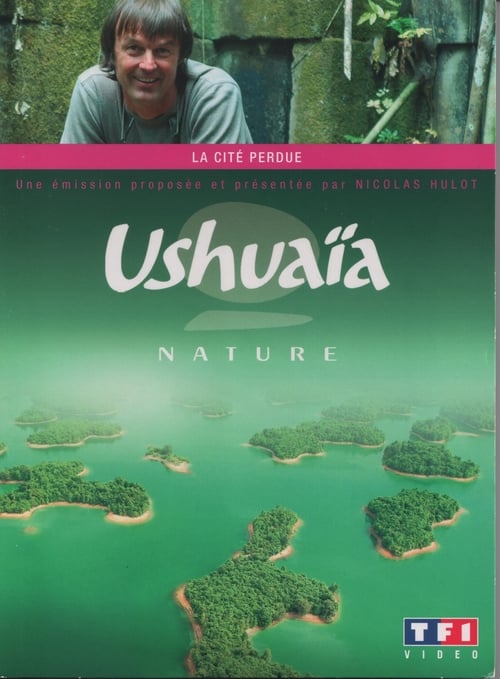 LA CITÉ PERDUE
Une émission proposée et présentée par NICOLAS HULOT
Ushuaïa
NATURE
TF1
VIDEO